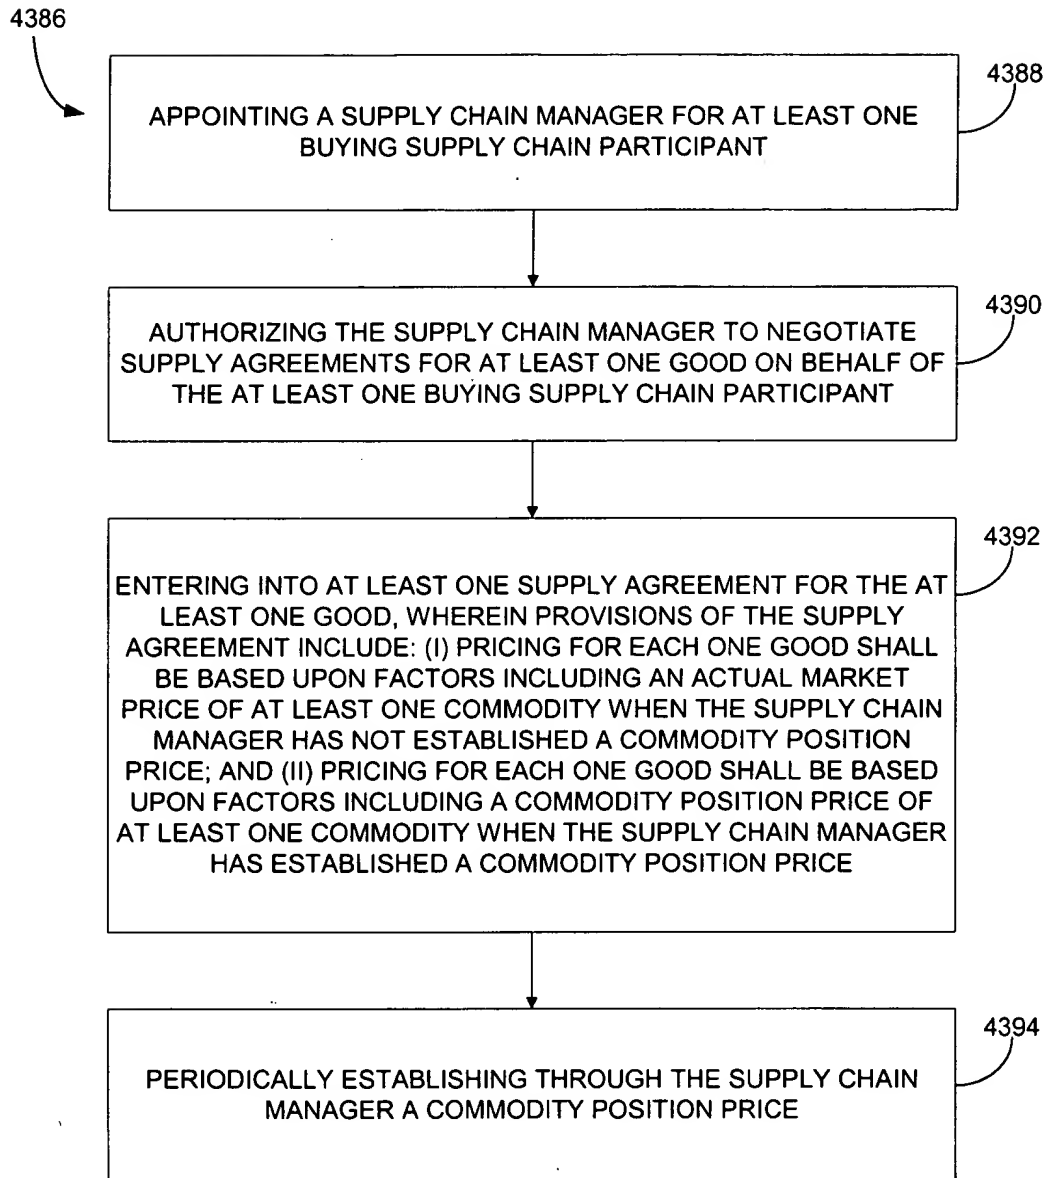 4386
4388
APPOINTING A SUPPLY CHAIN MANAGER FOR AT LEAST ONE
BUYING SUPPLY CHAIN PARTICIPANT
4390
AUTHORIZING THE SUPPLY CHAIN MANAGER TO NEGOTIATE
SUPPLY AGREEMENTS FOR AT LEAST ONE GOOD ON BEHALF OF
THE AT LEAST ONE BUYING SUPPLY CHAIN PARTICIPANT
4392
ENTERING INTO AT LEAST ONE SUPPLY AGREEMENT FOR THE AT
LEAST ONE GOOD, WHEREIN PROVISIONS OF THE SUPPLY
AGREEMENT INCLUDE: (I) PRICING FOR EACH ONE GOOD SHALL
BE BASED UPON FACTORS INCLUDING AN ACTUAL MARKET
PRICE OF AT LEAST ONE COMMODITY WHEN THE SUPPLY CHAIN
MANAGER HAS NOT ESTABLISHED A COMMODITY POSITION
PRICE; AND (II) PRICING FOR EACH ONE GOOD SHALL BE BASED
UPON FACTORS INCLUDING A COMMODITY POSITION PRICE OF
AT LEAST ONE COMMODITY WHEN THE SUPPLY CHAIN MANAGER
HAS ESTABLISHED A COMMODITY POSITION PRICE
4394
PERIODICALLY ESTABLISHING THROUGH THE SUPPLY CHAIN
MANAGER A COMMODITY POSITION PRICE